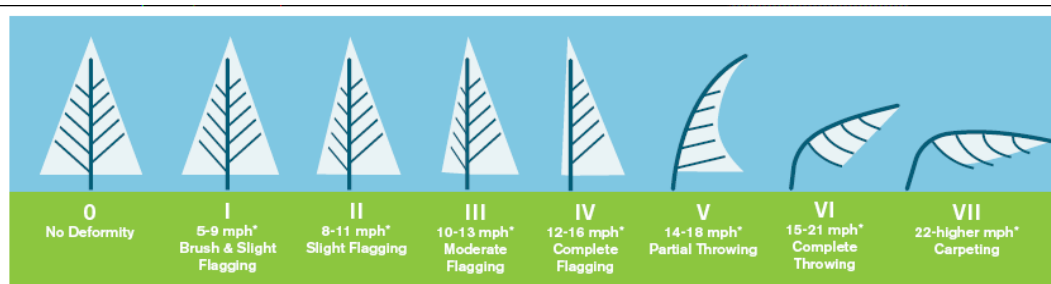 0
No Deformity
I
5-9 mph*
Brush & Slight
Flagging
II
8-11 mph*
Slight Flagging
III
10-13 mph*
Moderate
Flagging
IV
12-16 mph*
Complete
Flagging
V
14-18 mph*
Partial Throwing
VI
15-21 mph*
Complete
Throwing
VII
22-higher mph*
Carpeting